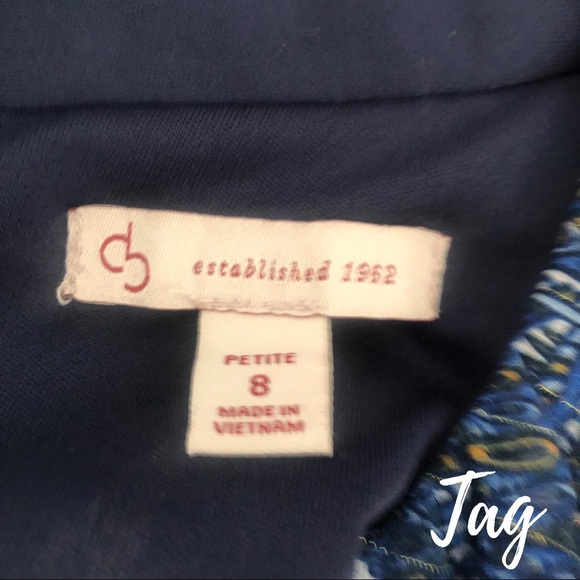 established 1962
PETITE
8
MADE IN
VIETNAM
Tag